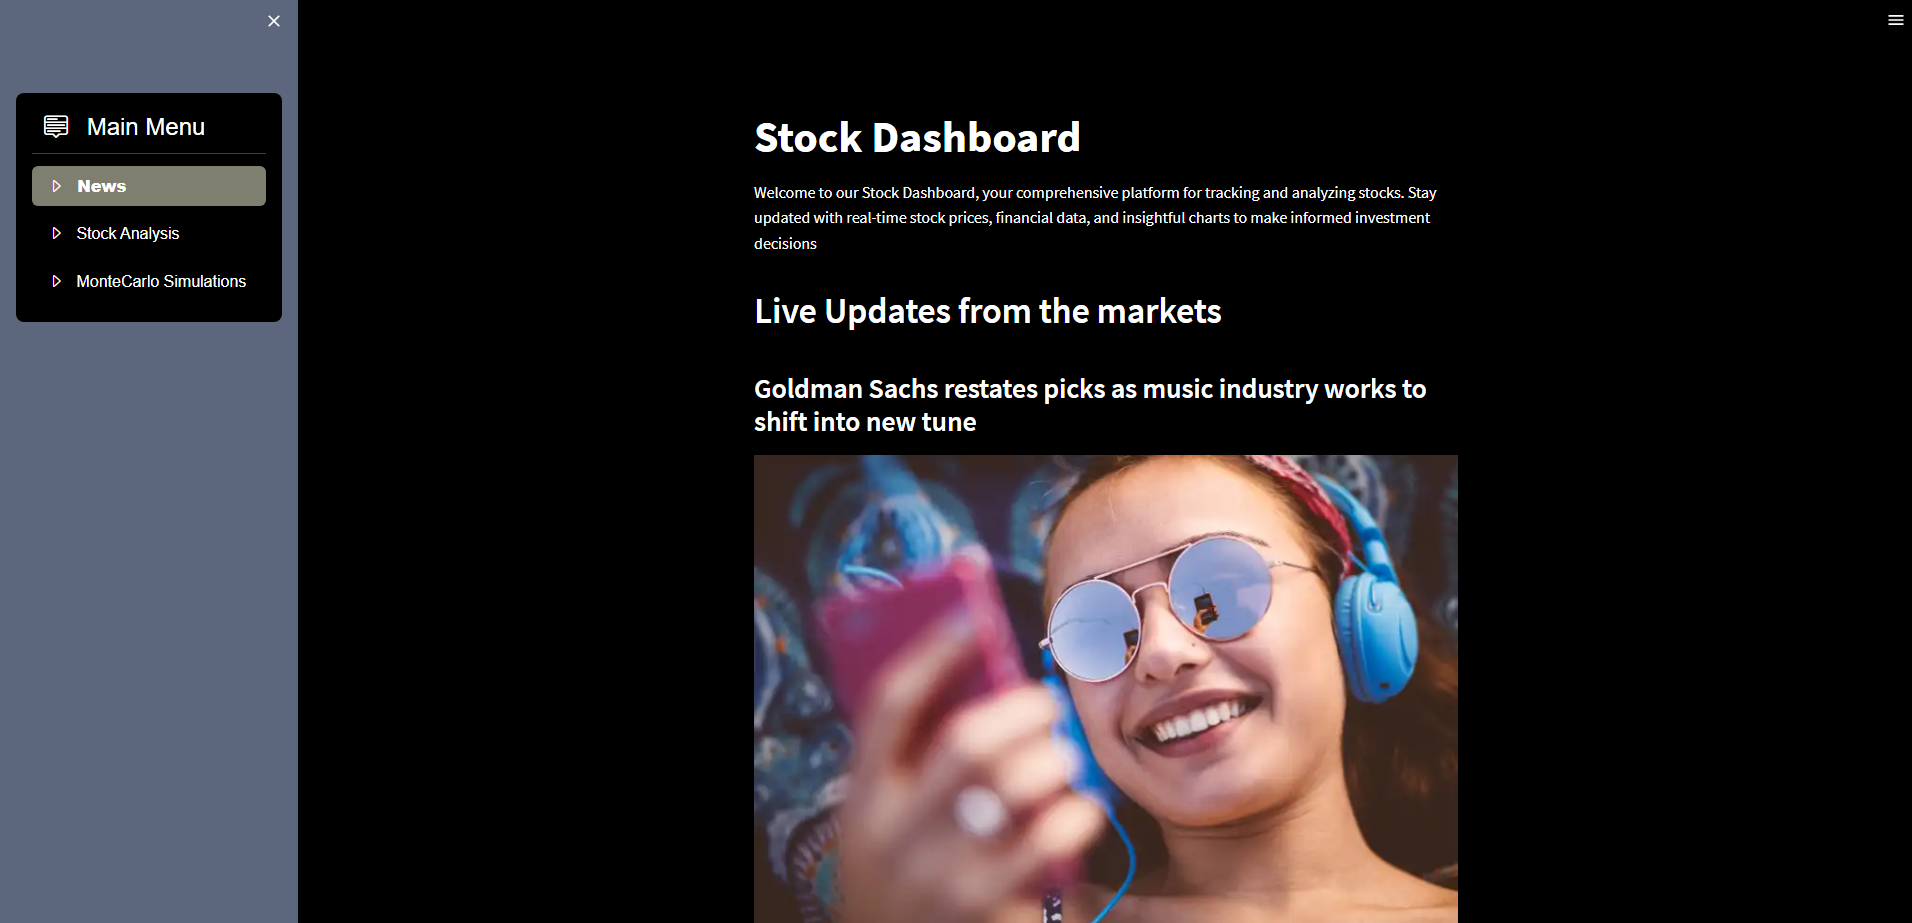 Main Menu
News
Stock Analysis
MonteCarlo Simulations
Stock Dashboard
Welcome to our Stock Dashboard, your comprehensive platform for tracking and analyzing stocks. Stay
updated with real-time stock prices, financial data, and insightful charts to make informed investment
decisions
Live Updates from the markets
Goldman Sachs restates picks as music industry works to
shift into new tune